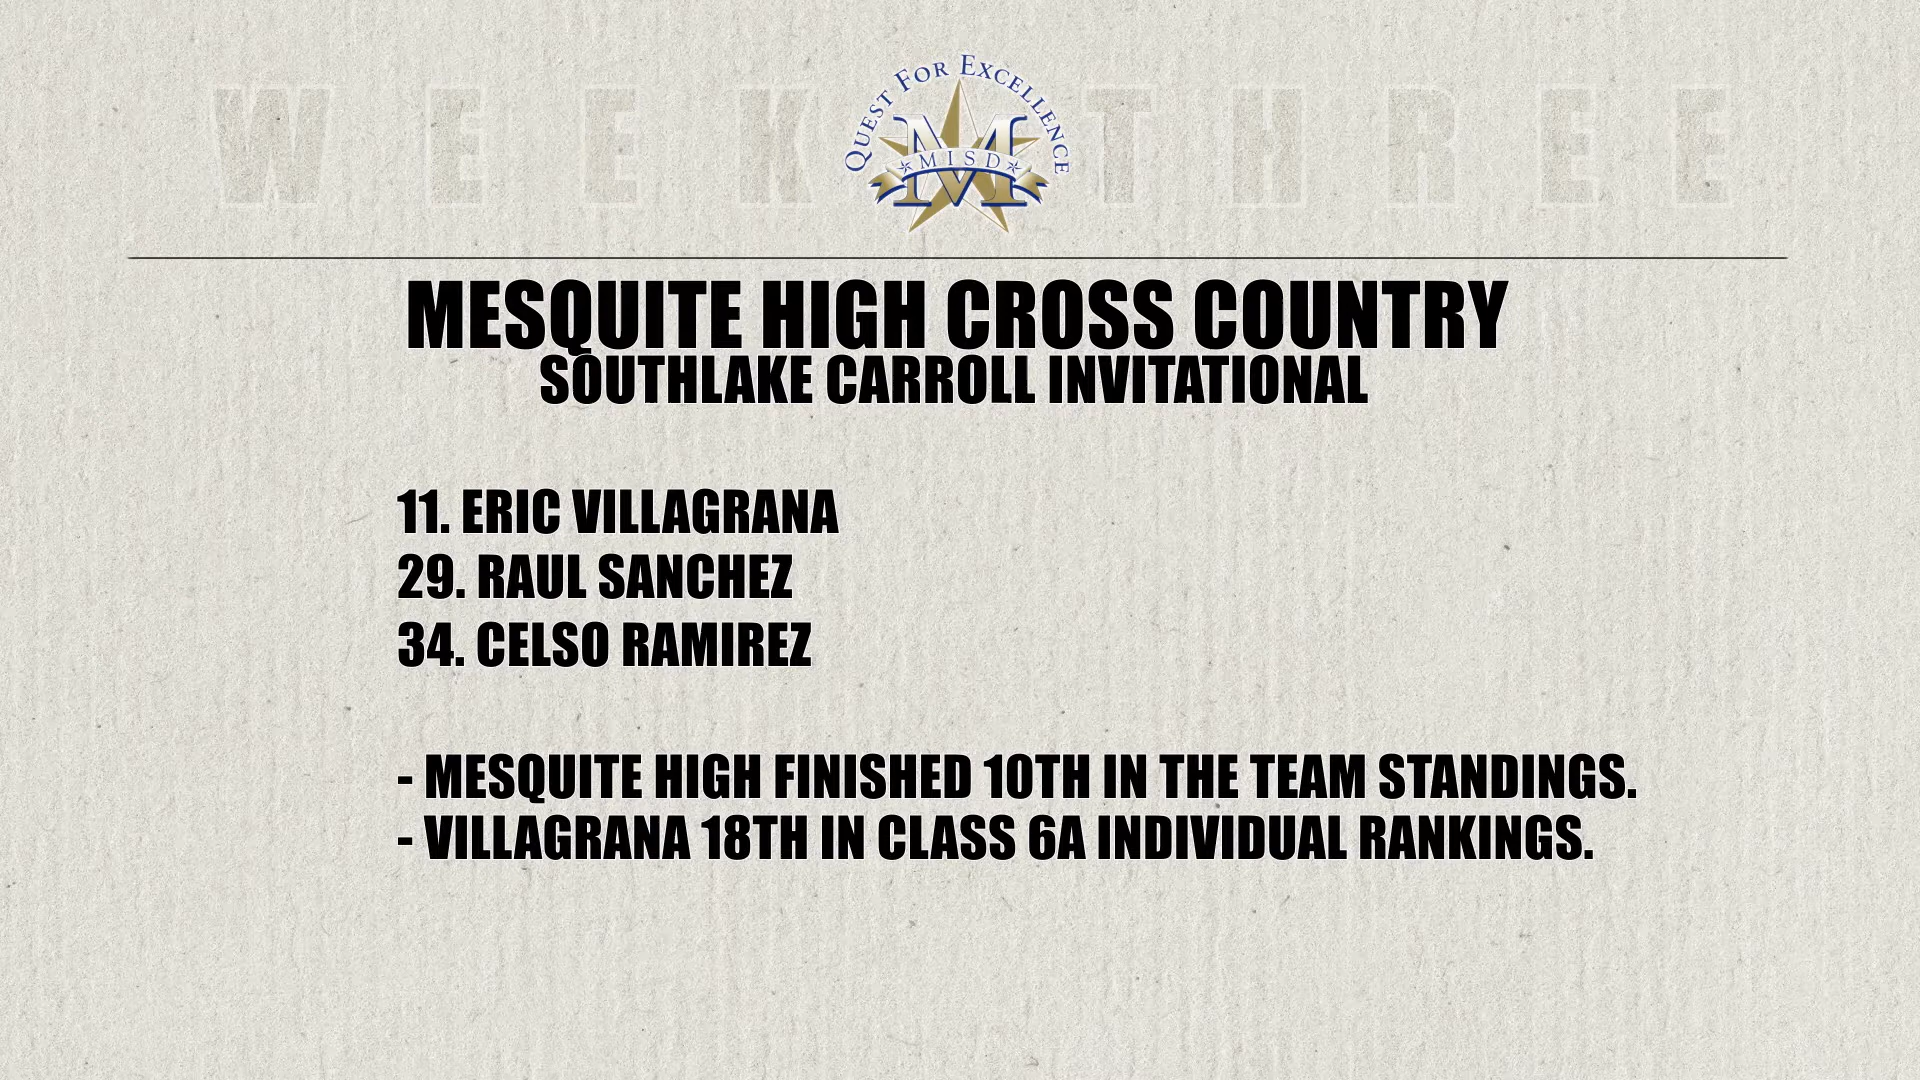 QUEST FOR EXCELLENCE
WEEK THREE
M
MISD
MESQUITE HIGH CROSS COUNTRY
SOUTHLAKE CARROLL INVITATIONAL
11. ERIC VILLAGRANA
29. RAUL SANCHEZ
34. CELSO RAMIREZ
- MESQUITE HIGH FINISHED 10TH IN THE TEAM STANDINGS.
- VILLAGRANA 18TH IN CLASS 6A INDIVIDUAL RANKINGS.